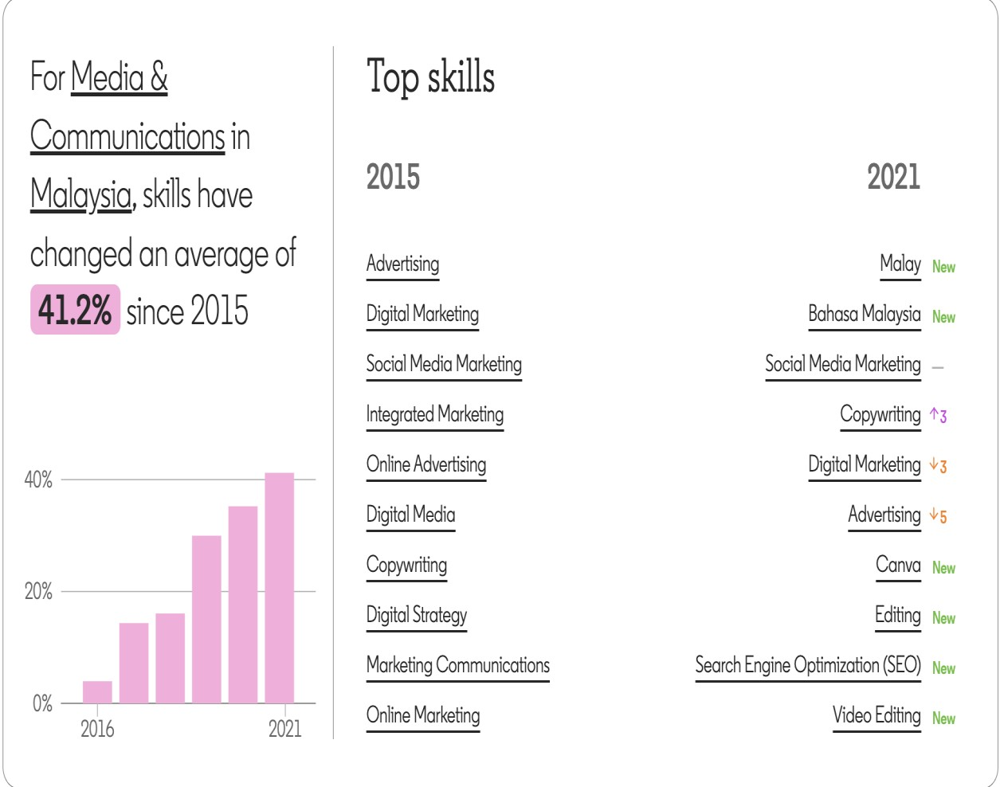 For Media &
Communications in
Malaysia, skills have
changed an average of
41.2% since 2015
40%
20%
0%
2016 2021
Top skills
2015 2021
Advertising Malay New
Digital Marketing Bahasa Malaysia New
Social Media Marketing Social Media Marketing —
Integrated Marketing Copywriting ↑3
Online Advertising Digital Marketing ↓3
Digital Media Advertising ↓5
Copywriting Canva New
Digital Strategy Editing New
Marketing Communications Search Engine Optimization (SEO) New
Online Marketing Video Editing New